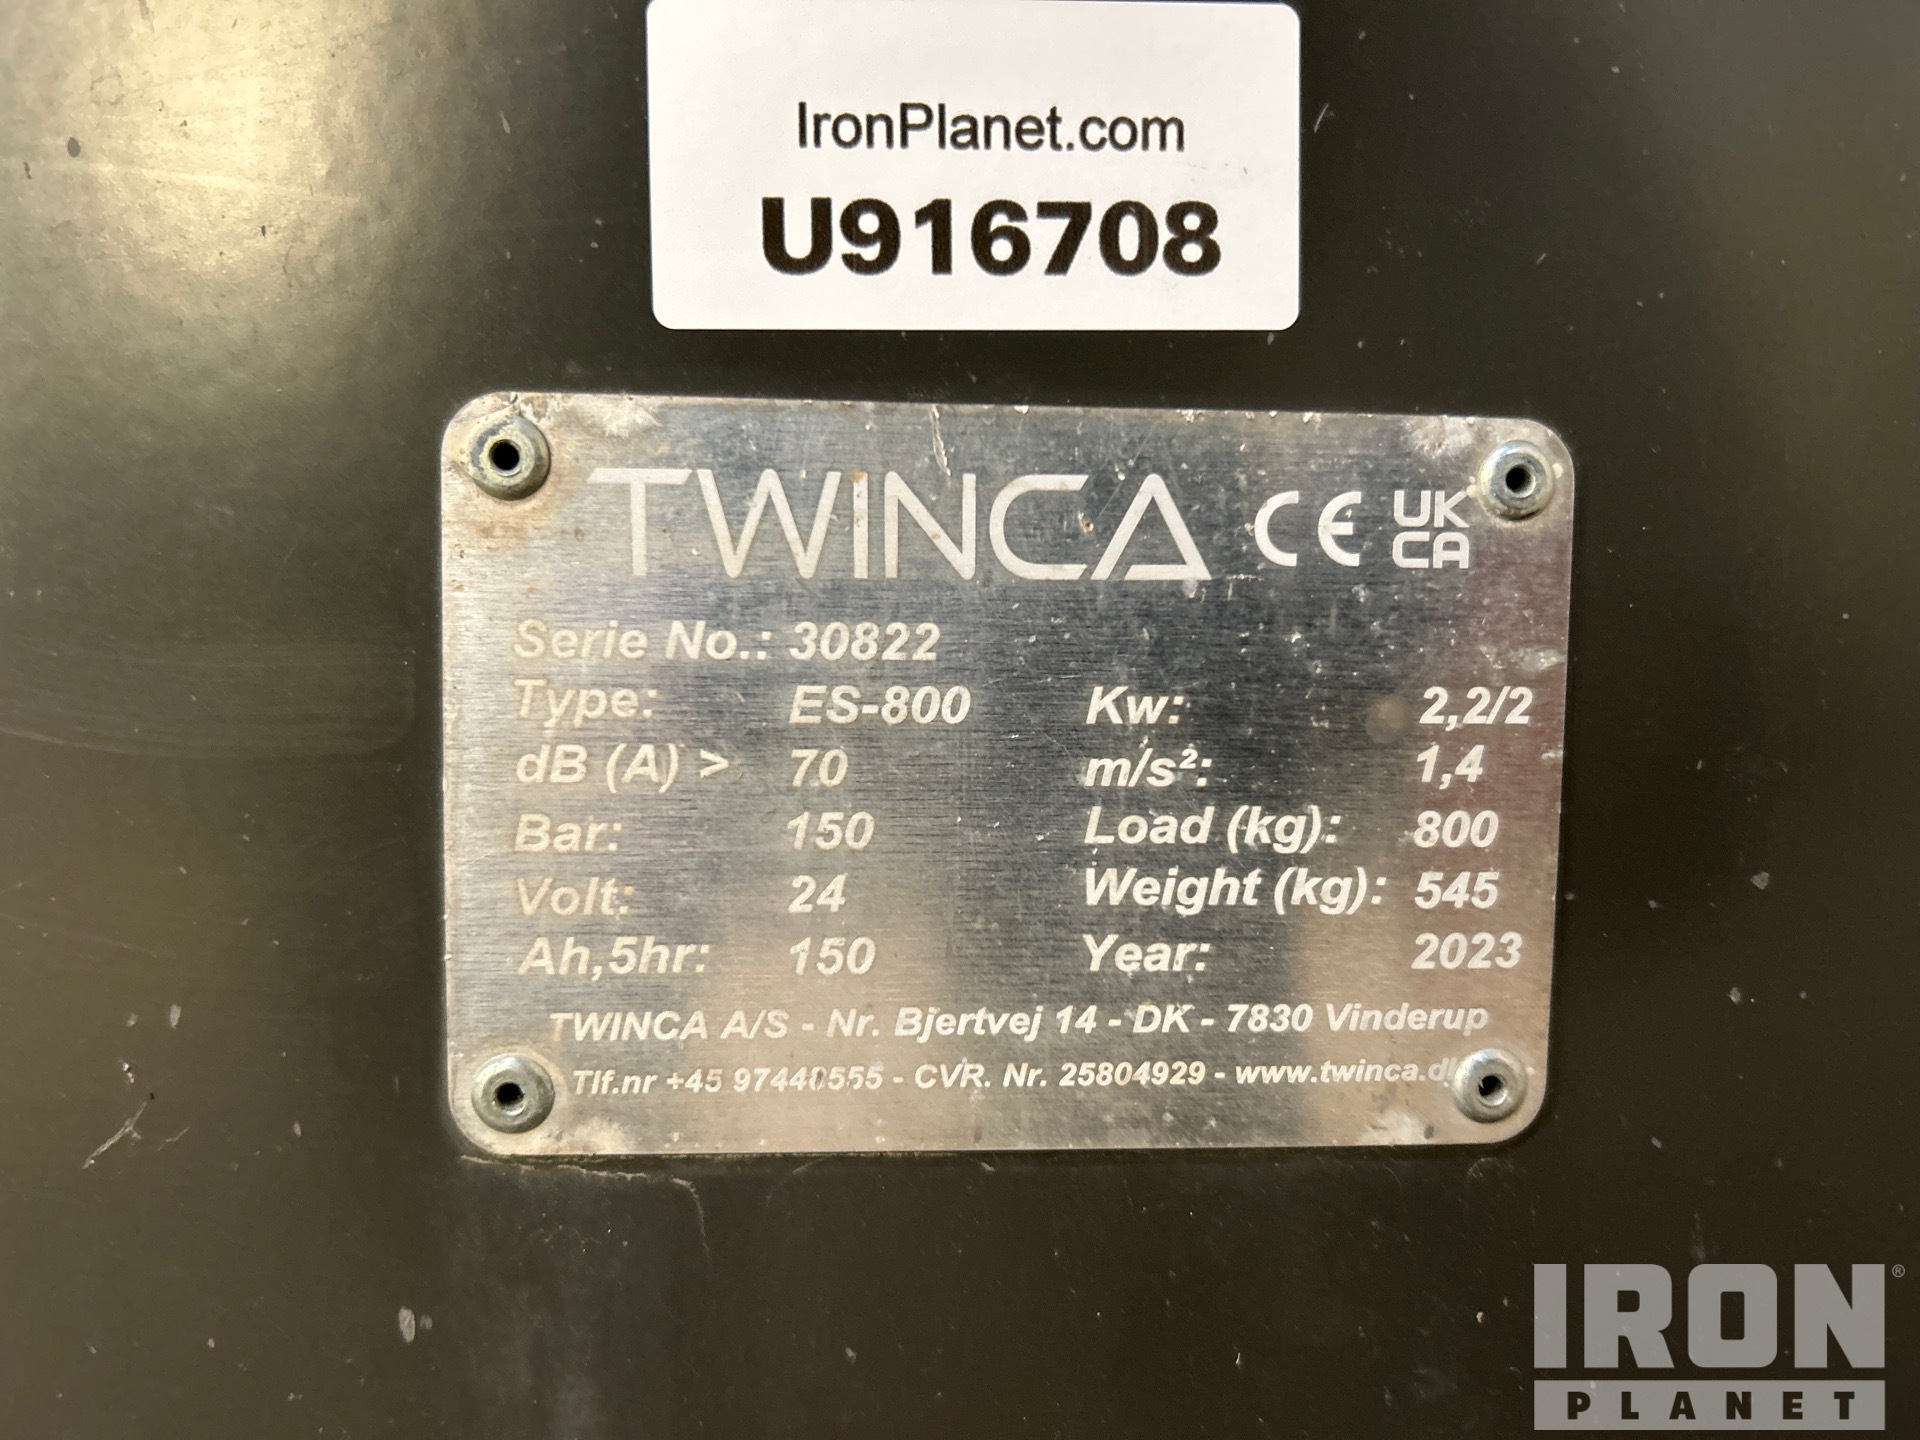 IronPlanet.com
U916708
TWINCA CE UK CA
Serie No.: 30822
Type: ES-800 Kw: 2,2/2
dB (A) > 70 m/s²: 1,4
Bar: 150 Load (kg): 800
Volt: 24 Weight (kg): 545
Ah,5hr: 150 Year: 2023
TWINCA A/S - Nr. Bjertvej 14 - DK - 7830 Vinderup
Tlf.nr +45 97440555 - CVR. Nr. 25804929 - www.twinca.d
IRON®
PLANET